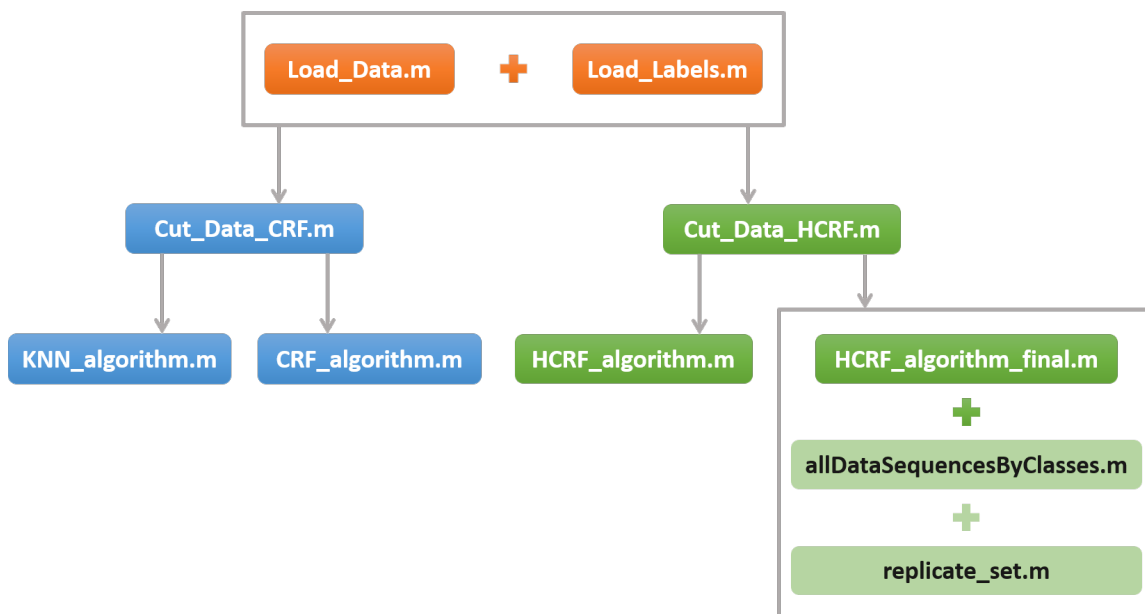 Load_Data.m
Load_Labels.m
Cut_Data_CRF.m
Cut_Data_HCRF.m
KNN_algorithm.m
CRF_algorithm.m
HCRF_algorithm.m
HCRF_algorithm_final.m
allDataSequencesByClasses.m
replicate_set.m